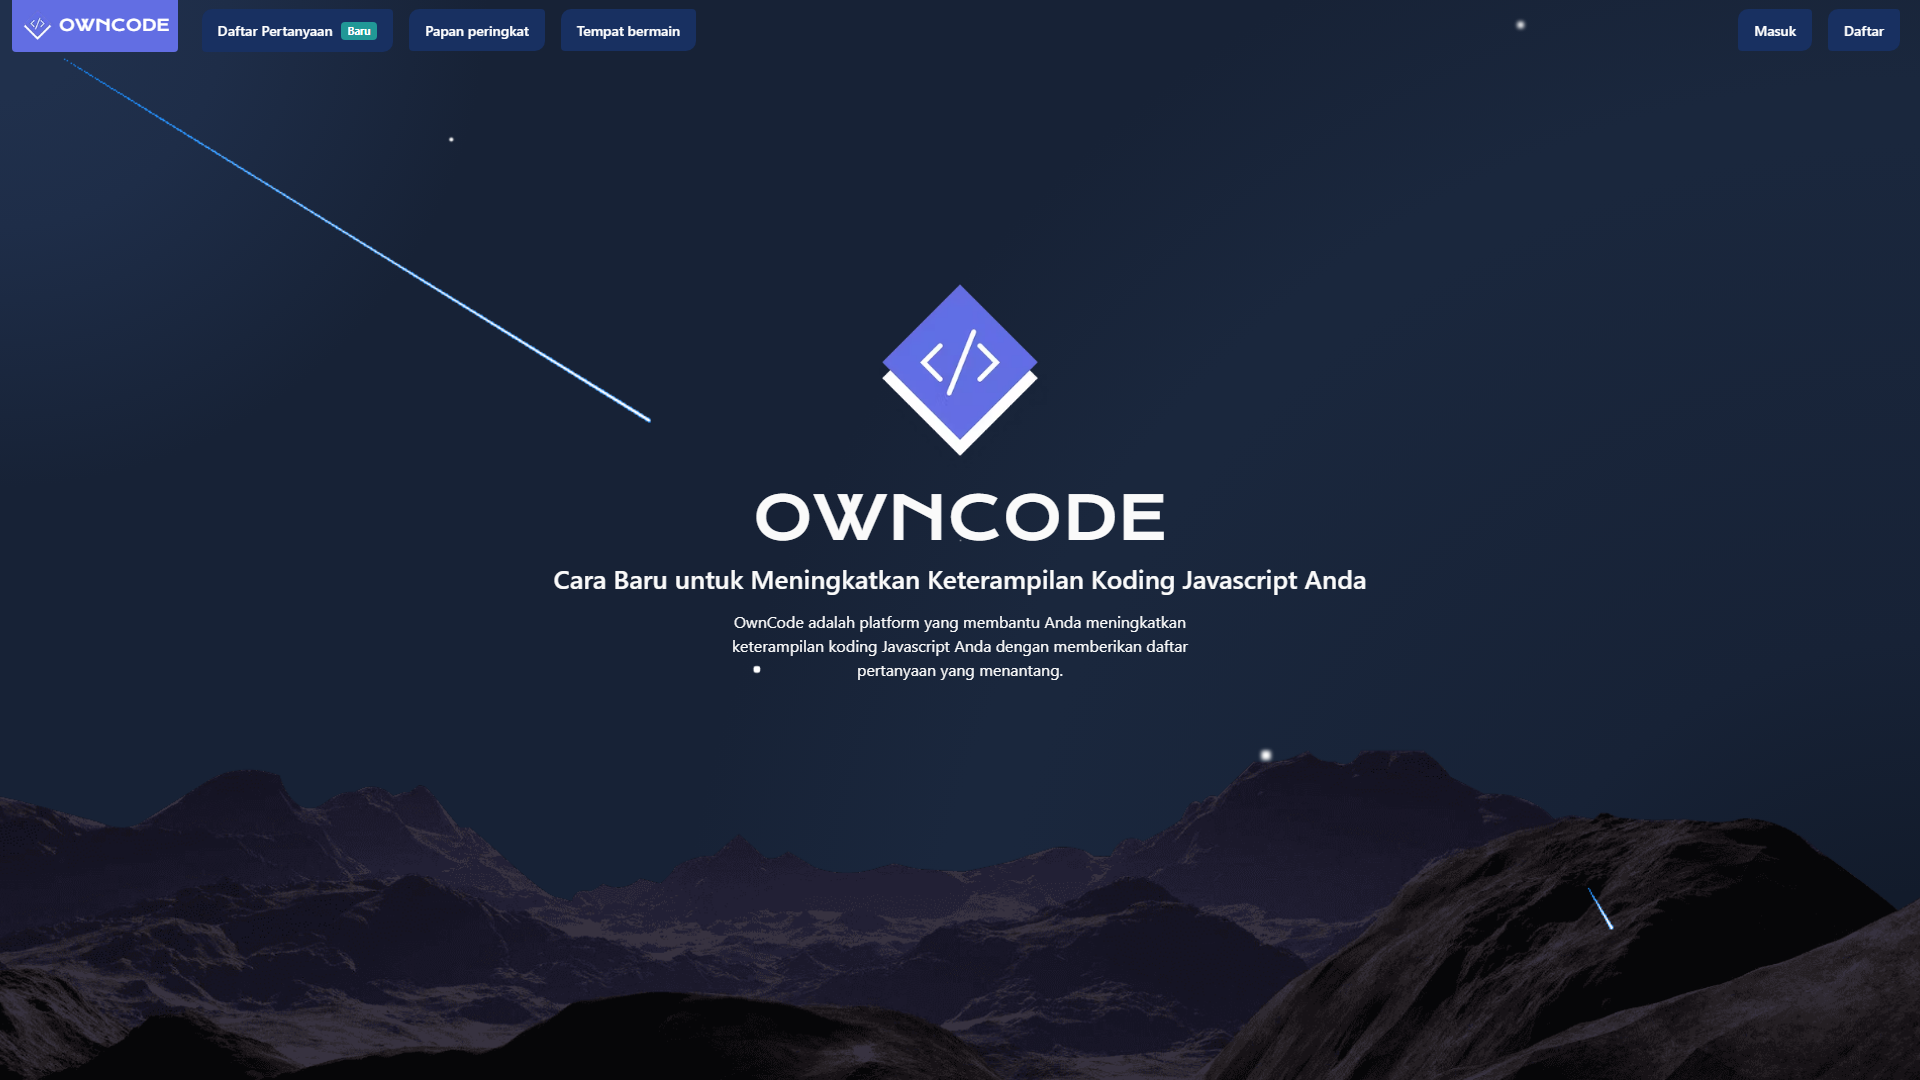 </> OWNCODE
Daftar Pertanyaan Baru
Papan peringkat
Tempat bermain
Masuk
Daftar
</>
OWNCODE
Cara Baru untuk Meningkatkan Keterampilan Koding Javascript Anda
OwnCode adalah platform yang membantu Anda meningkatkan
keterampilan koding Javascript Anda dengan memberikan daftar
pertanyaan yang menantang.